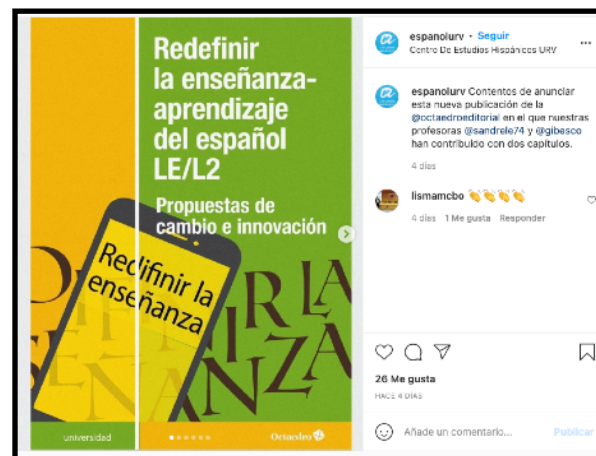 Redefinir
la enseñanza-
aprendizaje
del español
LE/L2
Propuestas de
cambio e innovación
Redifinir la
enseñanza
universidad
Octaedro
espanolurv • Seguir
Centro De Estudios Hispánicos URV
espanolurv Contentos de anunciar
esta nueva publicación de la
@octaedroeditorial en el que nuestras
profesoras @sandrele74 y @gibesco
han contribuido con dos capítulos.
4 días
lismamcbo 👏👏👏👏
4 días 1 Me gusta Responder
26 Me gusta
HACE 4 DÍAS
Añade un comentario... Publicar